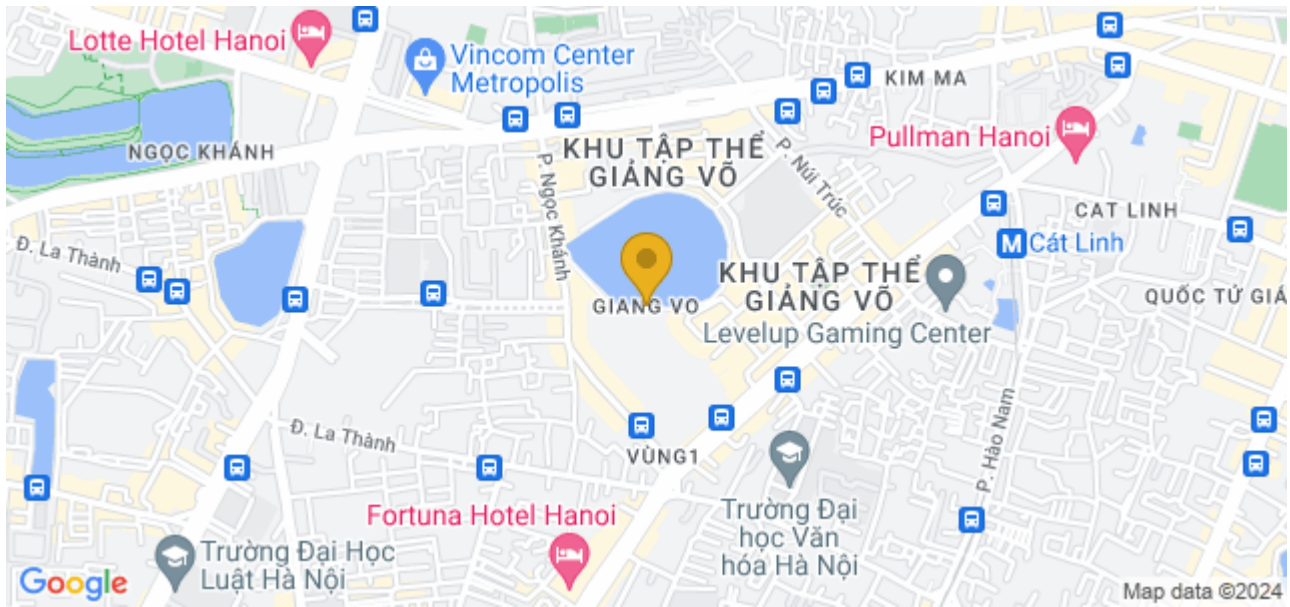 Lotte Hotel Hanoi
Vincom Center
Metropolis
KIM MA
Pullman Hanoi
NGỌC KHÁNH
KHU TẬP THỂ
GIẢNG VÕ
P. Ngọc Khánh
P. Núi Trúc
CAT LINH
Cát Linh
Đ. La Thành
KHU TẬP THỂ
GIẢNG VÕ
GIANG VO
QUỐC TỬ GIÁ
Levelup Gaming Center
P. Hào Nam
Đ. La Thành
VÙNG1
Fortuna Hotel Hanoi
Trường Đại
học Văn
hóa Hà Nội
Trường Đại Học
Luật Hà Nội
Google
Map data ©2024